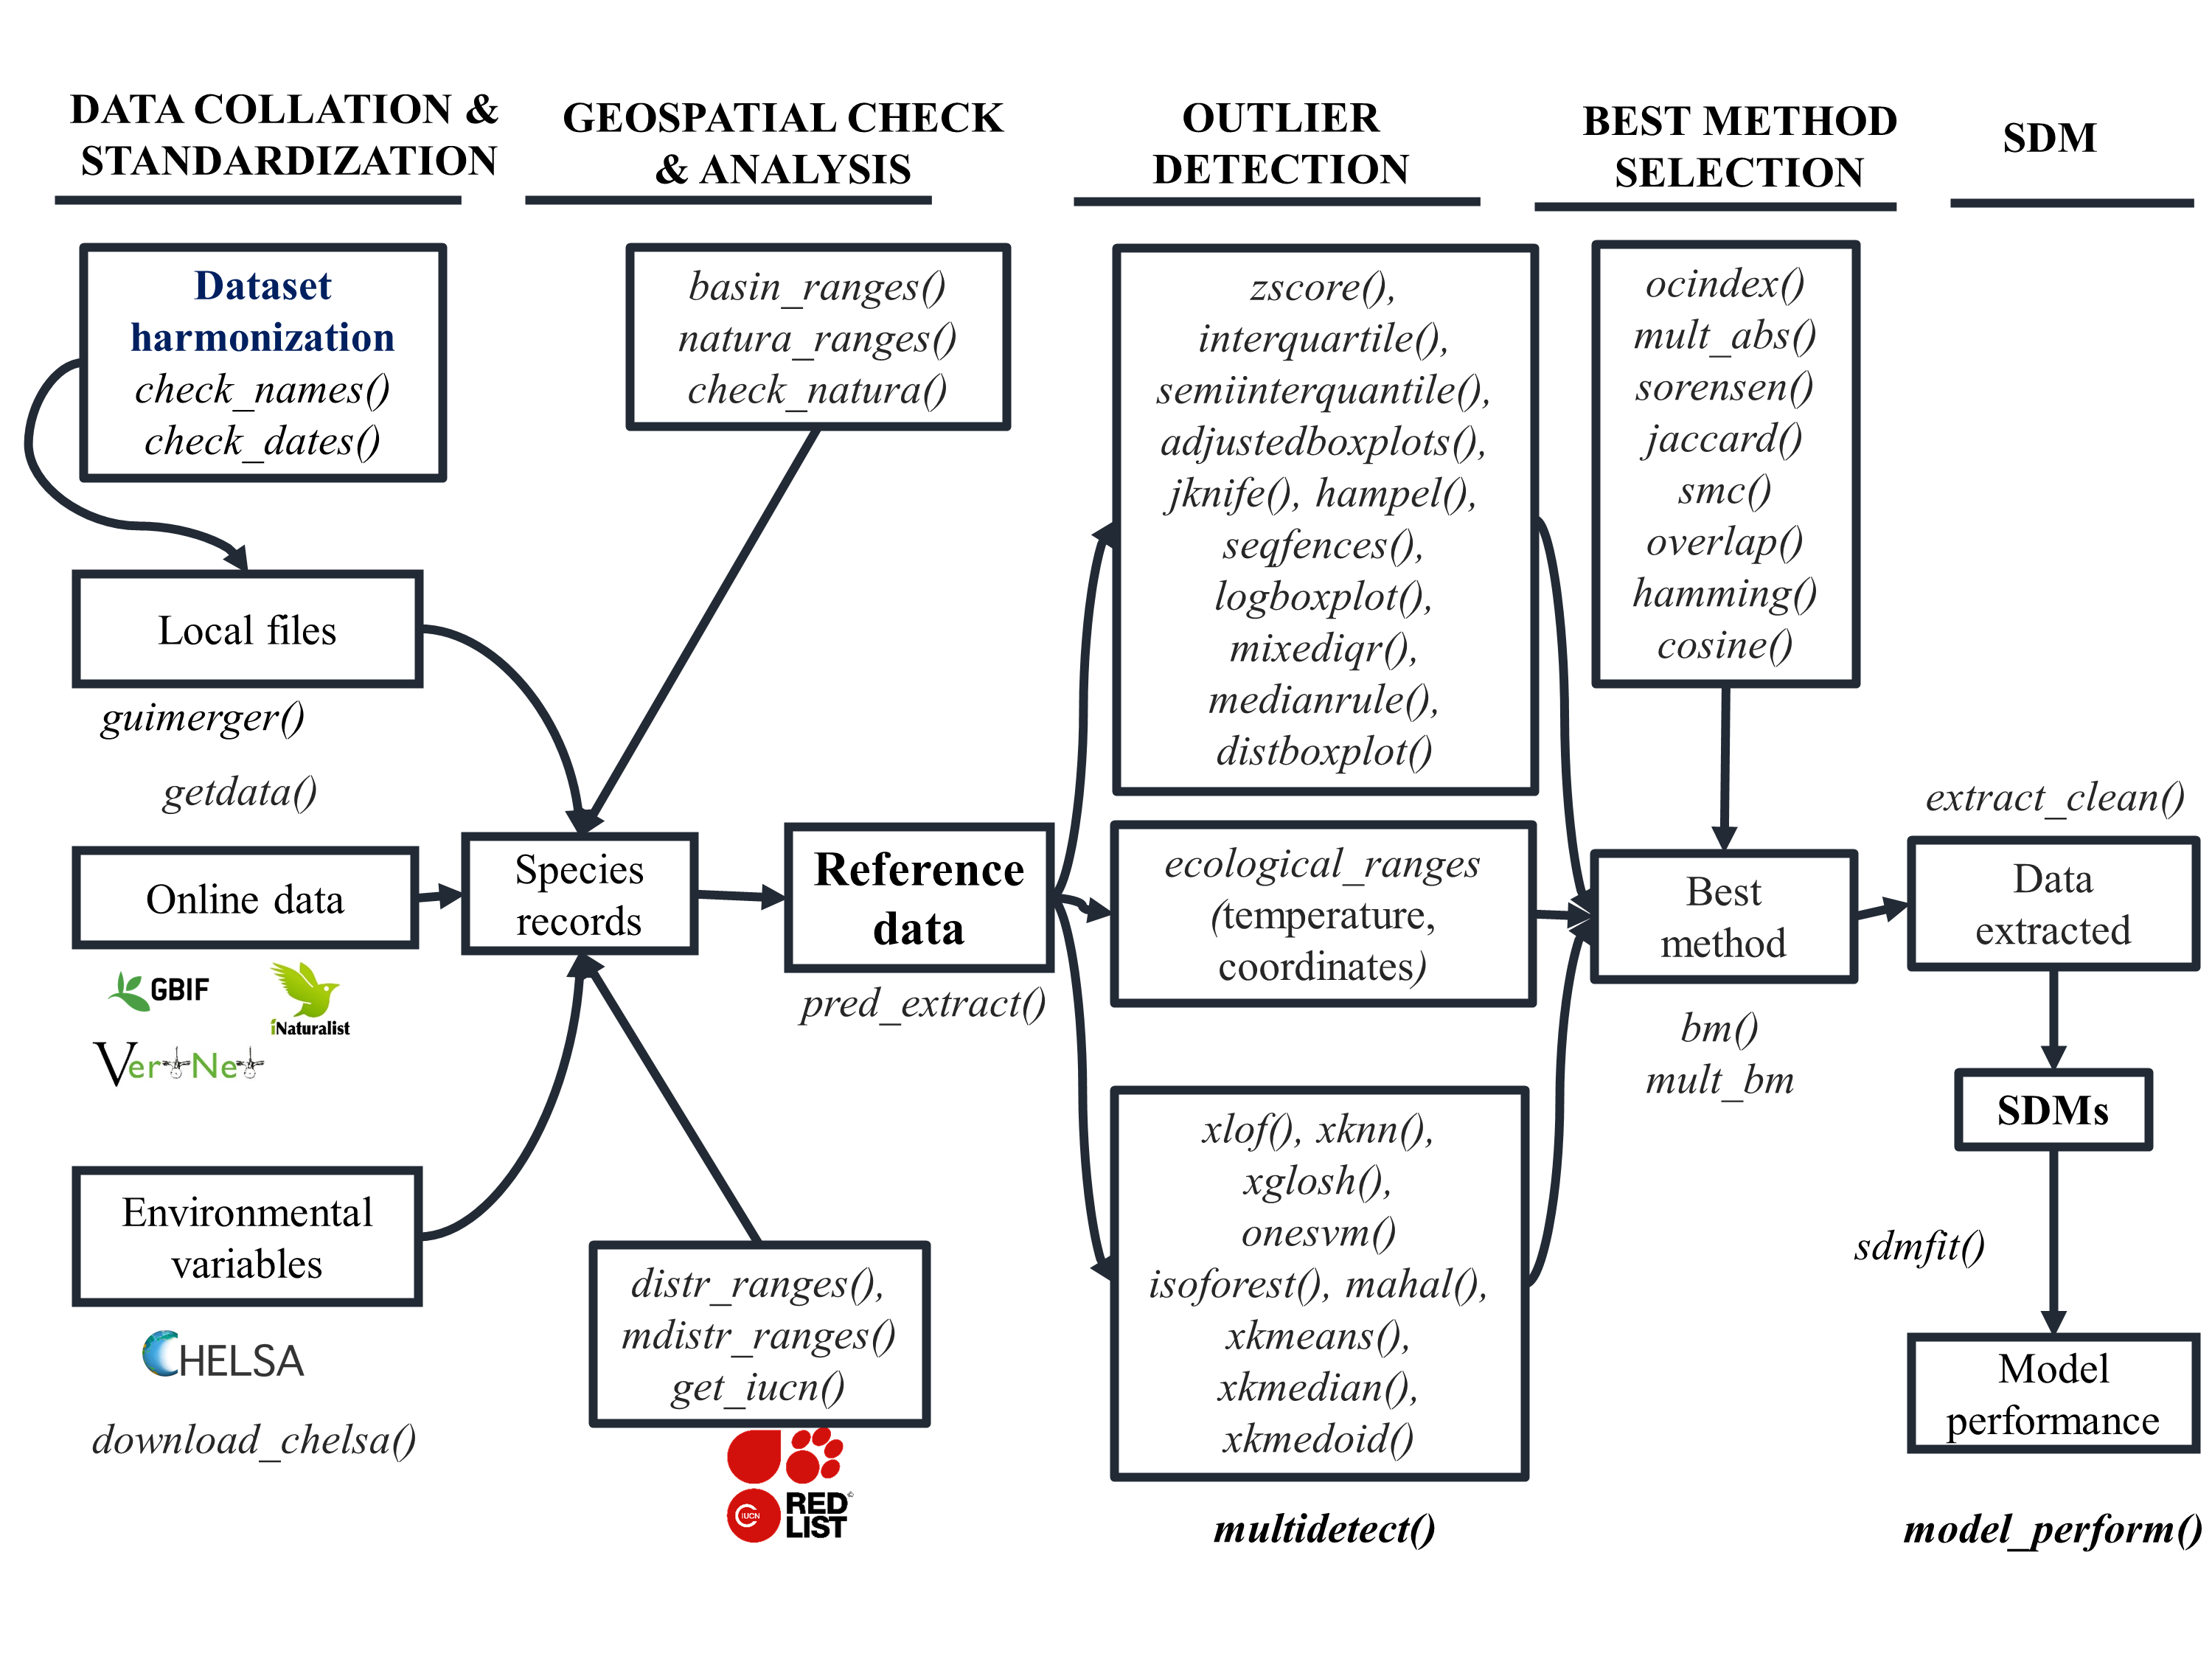 DATA COLLATION &
STANDARDIZATION
GEOSPATIAL CHECK
& ANALYSIS
OUTLIER
DETECTION
BEST METHOD
SELECTION
SDM
Dataset
harmonization
check_names()
check_dates()
Local files
guimerger()
getdata()
Online data
GBIF
iNaturalist
VertNet
Environmental
variables
CHELSA
download_chelsa()
basin_ranges()
natura_ranges()
check_natura()
Species
records
distr_ranges(),
mdistr_ranges()
get_iucn()
IUCN
RED
LIST
©
Reference
data
pred_extract()
zscore(),
interquartile(),
semiinterquantile(),
adjustedboxplots(),
jknife(), hampel(),
seqfences(),
logboxplot(),
mixediqr(),
medianrule(),
distboxplot()
ecological_ranges
(temperature,
coordinates)
xlof(), xknn(),
xglosh(),
onesvm()
isoforest(), mahal(),
xkmeans(),
xkmedian(),
xkmedoid()
multidetect()
ocindex()
mult_abs()
sorensen()
jaccard()
smc()
overlap()
hamming()
cosine()
Best
method
bm()
mult_bm
extract_clean()
Data
extracted
SDMs
sdmfit()
Model
performance
model_perform()